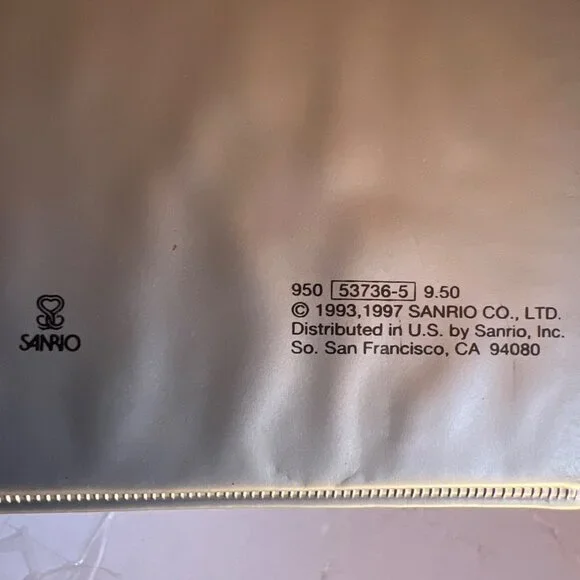 SANRIO
950 53736-5 9.50
© 1993,1997 SANRIO CO., LTD.
Distributed in U.S. by Sanrio, Inc.
So. San Francisco, CA 94080